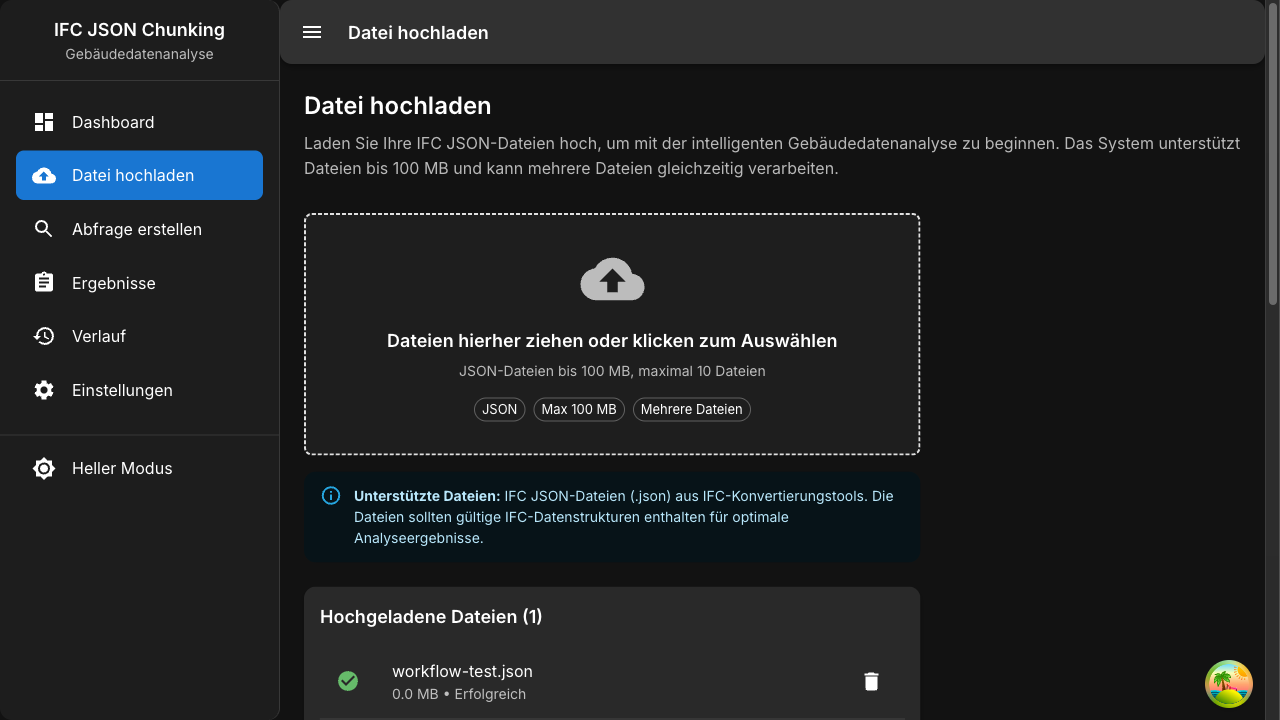 IFC JSON Chunking
Gebäudedatenanalyse
Dashboard
Datei hochladen
Abfrage erstellen
Ergebnisse
Verlauf
Einstellungen
Heller Modus
Datei hochladen
Datei hochladen
Laden Sie Ihre IFC JSON-Dateien hoch, um mit der intelligenten Gebäudedatenanalyse zu beginnen. Das System unterstützt
Dateien bis 100 MB und kann mehrere Dateien gleichzeitig verarbeiten.
Dateien hierher ziehen oder klicken zum Auswählen
JSON-Dateien bis 100 MB, maximal 10 Dateien
JSON
Max 100 MB
Mehrere Dateien
Unterstützte Dateien: IFC JSON-Dateien (.json) aus IFC-Konvertierungstools. Die
Dateien sollten gültige IFC-Datenstrukturen enthalten für optimale
Analyseergebnisse.
Hochgeladene Dateien (1)
workflow-test.json
0.0 MB • Erfolgreich